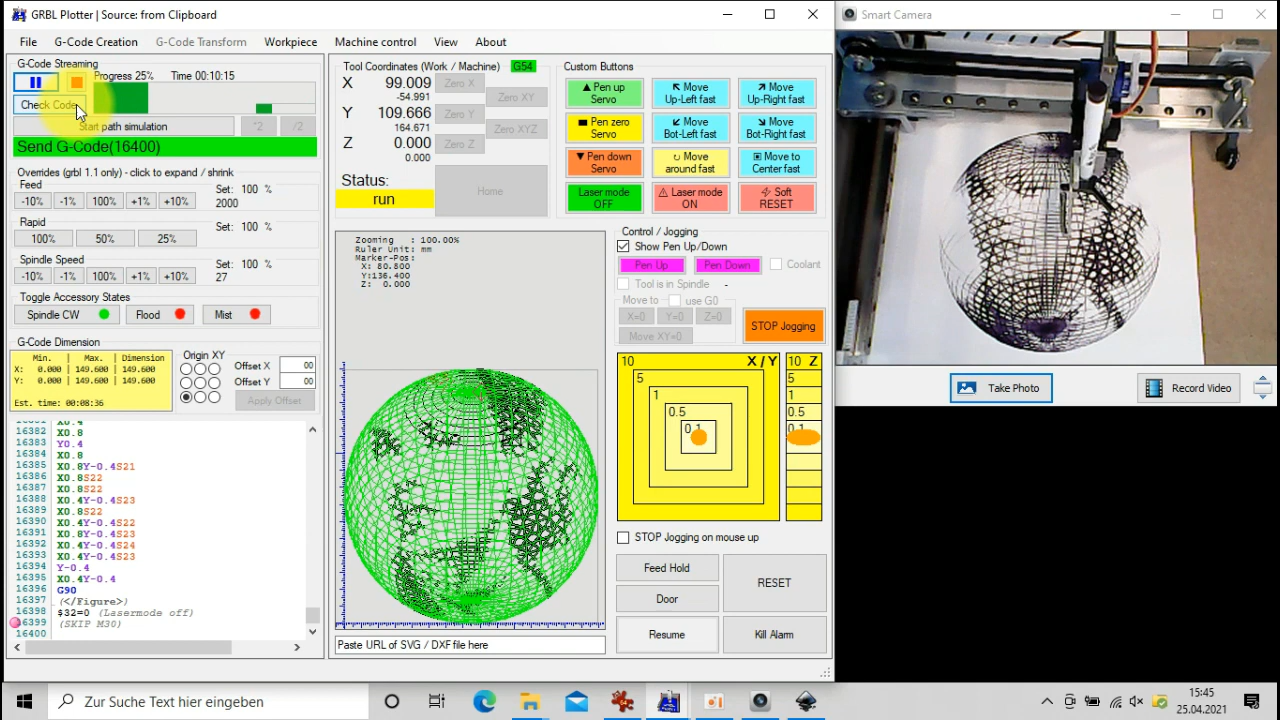 GRBL Plotter | Source: from Clipboard
File G-Code Creation G-Code Transform Workpiece Machine control View About
G-Code Streaming
Progress 25% Time 00:10:15
Check Code
Start path simulation *2 /2
Send G-Code(16400)
Overrides (grbl 1.1 only) - click to expand / shrink
Feed Set: 100 %
-10% -1% 100% +1% +10% 2000
Rapid Set: 100 %
100% 50% 25%
Spindle Speed Set: 100 %
-10% -1% 100% +1% +10% 27
Toggle Accessory States
Spindle CW Flood Mist
G-Code Dimension
Min. | Max. | Dimension
X: 0.000 | 149.600 | 149.600
Y: 0.000 | 149.600 | 149.600
Est. time: 00:08:36
Origin XY
Offset X 00
Offset Y 00
Apply Offset
X0.8
16383 Y0.4
16384 X0.8
16385 X0.8Y-0.4S21
16386 X0.8S22
16387 X0.8S22
16388 X0.4Y-0.4S23
16389 X0.8S22
16390 X0.4Y-0.4S22
16391 X0.4Y-0.4S23
16392 X0.4Y-0.4S24
16393 X0.4Y-0.4S23
16394 Y-0.4
16395 X0.4Y-0.4
16396 G90
16397 (</Figure>)
16398 $32=0 (Lasermode off)
16399 (SKIP M30)
16400
Tool Coordinates (Work / Machine) G54
X 99.009
-54.991
Zero X
Zero XY
Y 109.666
164.671
Zero Y
Zero XYZ
Z 0.000
0.000
Zero Z
Status:
run
Home
Zooming : 100.00%
Ruler Unit: mm
Marker-Pos:
X: 80.800
Y:136.400
Z: 0.000
Paste URL of SVG / DXF file here
Custom Buttons
Pen up
Servo
Move
Up-Left fast
Move
Up-Right fast
Pen zero
Servo
Move
Bot-Left fast
Move
Bot-Right fast
Pen down
Servo
Move
around fast
Move to
Center fast
Laser mode
OFF
Laser mode
ON
Soft
RESET
Control / Jogging
Show Pen Up/Down
Pen Up Pen Down Coolant
Tool is in Spindle -
Move to use G0
X=0 Y=0 Z=0
Move XY=0
STOP Jogging
10 X / Y
5
1
0.5
0.1
10 Z
5
1
0.5
0.1
STOP Jogging on mouse up
Feed Hold
Door
RESET
Resume
Kill Alarm
Smart Camera
Take Photo Record Video
Zur Suche Text hier eingeben
15:45
25.04.2021